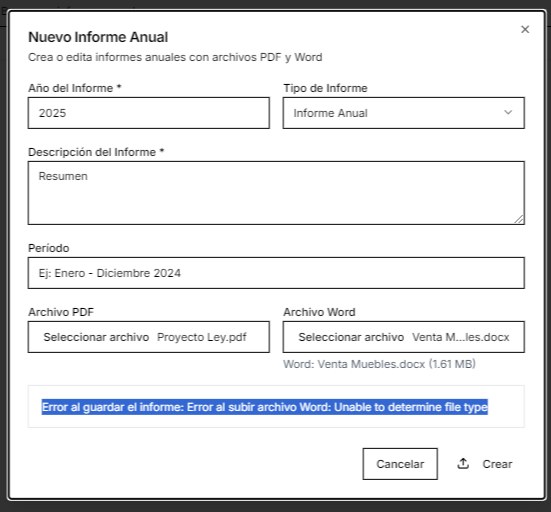 Nuevo Informe Anual
Crea o edita informes anuales con archivos PDF y Word
Año del Informe *
Tipo de Informe
2025
Informe Anual
Descripción del Informe *
Resumen
Período
Ej: Enero - Diciembre 2024
Archivo PDF
Archivo Word
Seleccionar archivo Proyecto Ley.pdf
Seleccionar archivo Venta M...les.docx
Word: Venta Muebles.docx (1.61 MB)
Error al guardar el informe: Error al subir archivo Word: Unable to determine file type
Cancelar
Crear